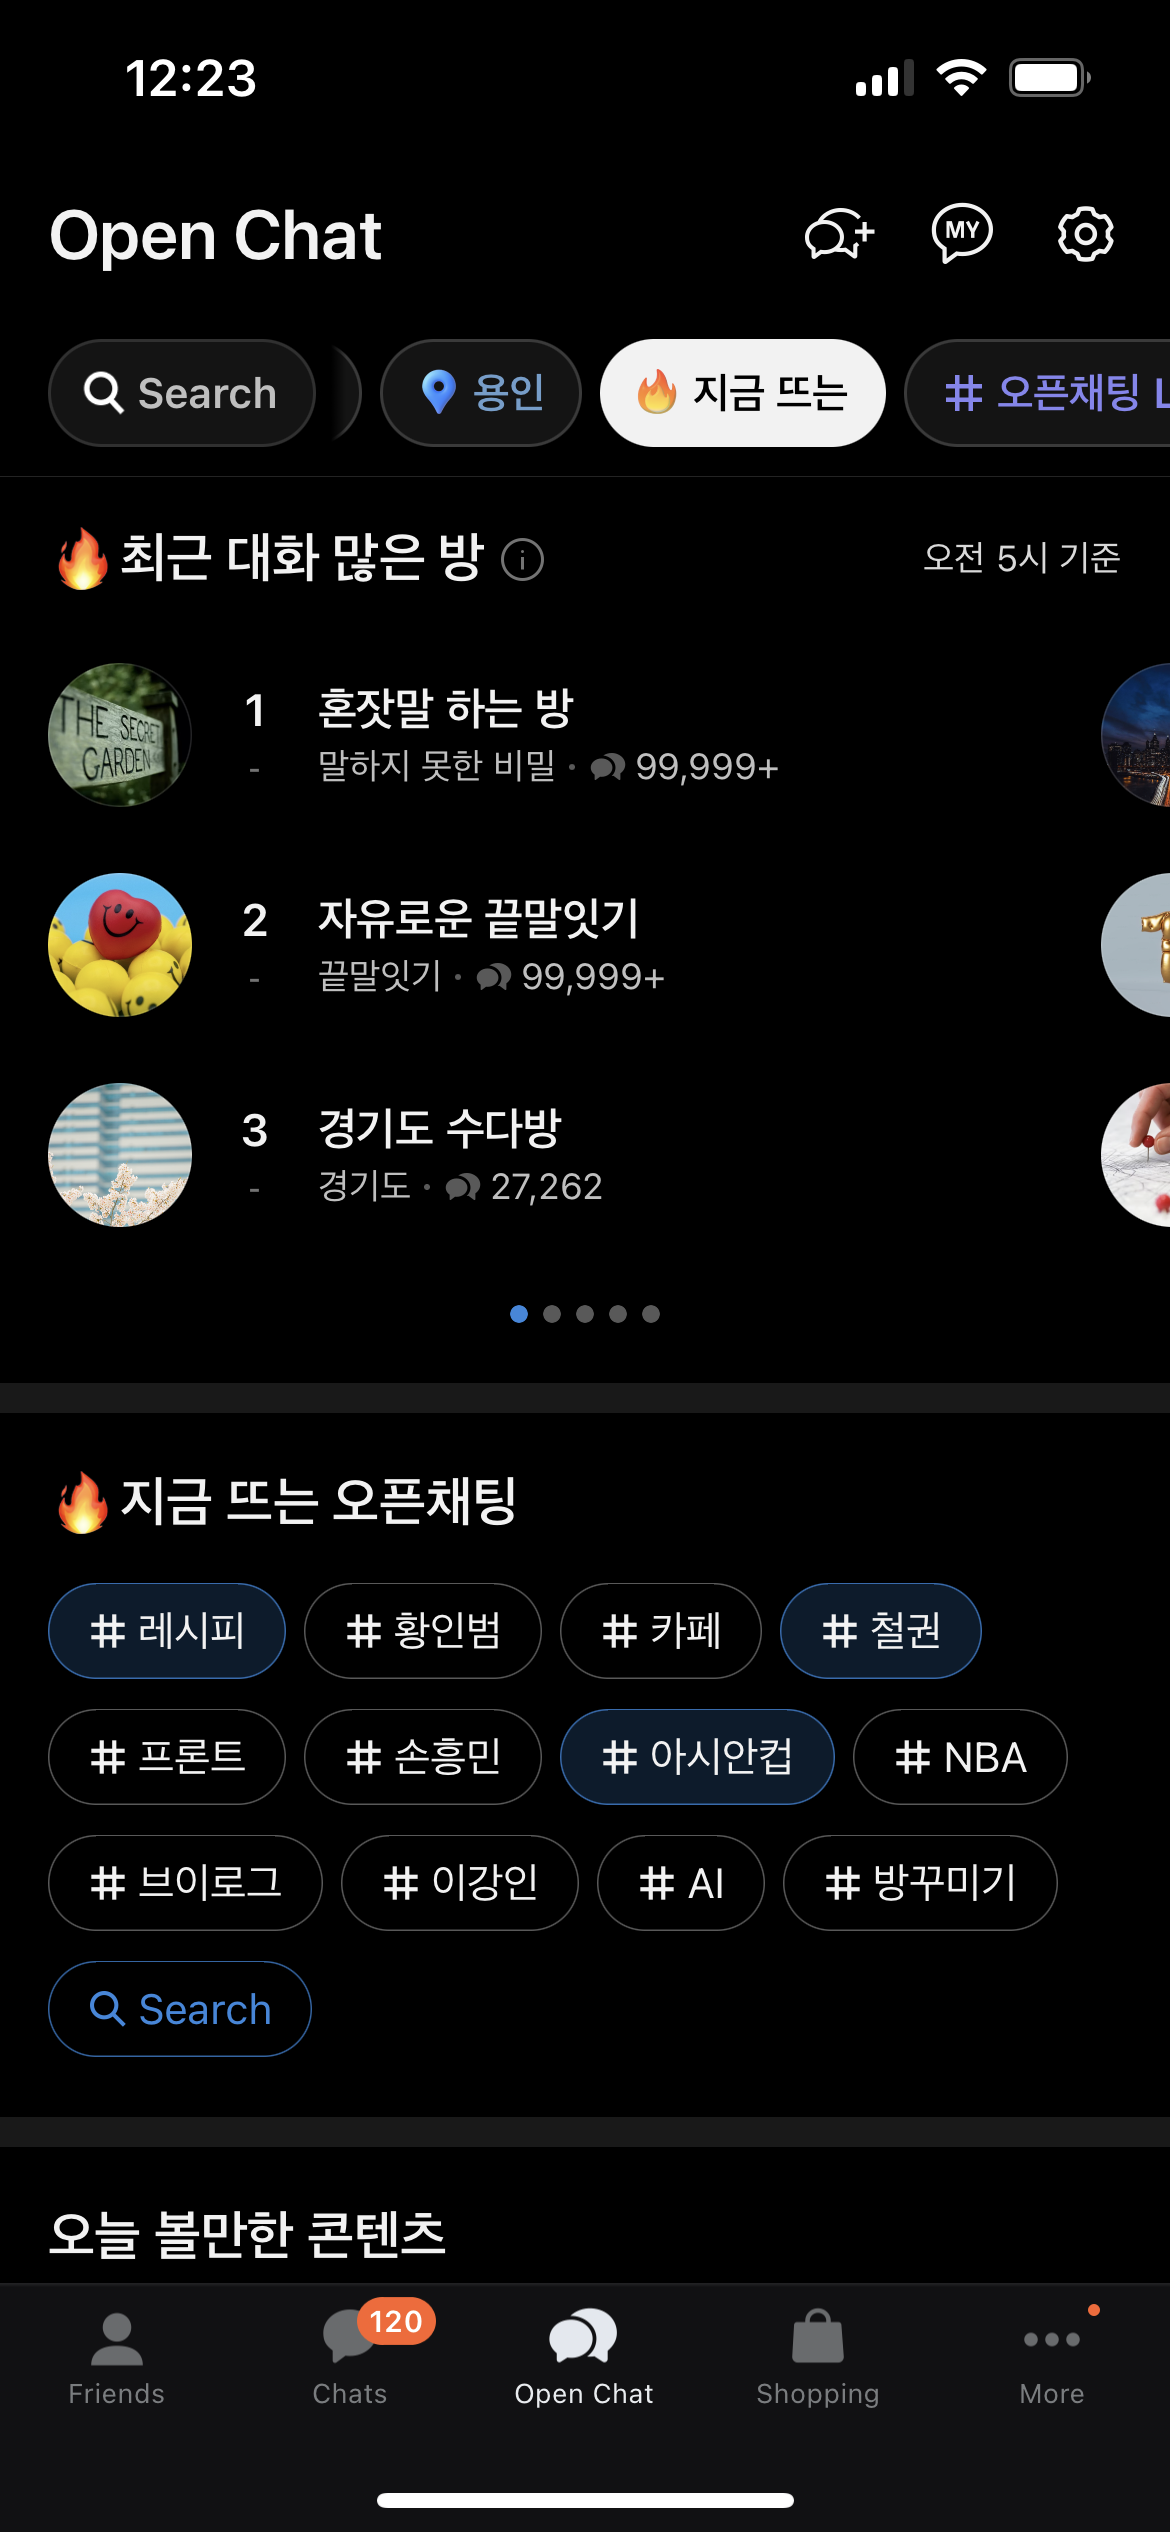 12:23
Open Chat
MY
Search
용인
지금 뜨는
# 오픈채팅 L
최근 대화 많은 방
오전 5시 기준
THE SECRET
GARDEN
1
혼잣말 하는 방
-
말하지 못한 비밀 · 99,999+
2
자유로운 끝말잇기
-
끝말잇기 · 99,999+
3
경기도 수다방
-
경기도 · 27,262
지금 뜨는 오픈채팅
# 레시피 # 황인범 # 카페 # 철권
# 프론트 # 손흥민 # 아시안컵 # NBA
# 브이로그 # 이강인 # AI # 방꾸미기
Search
오늘 볼만한 콘텐츠
120
Friends Chats Open Chat Shopping More